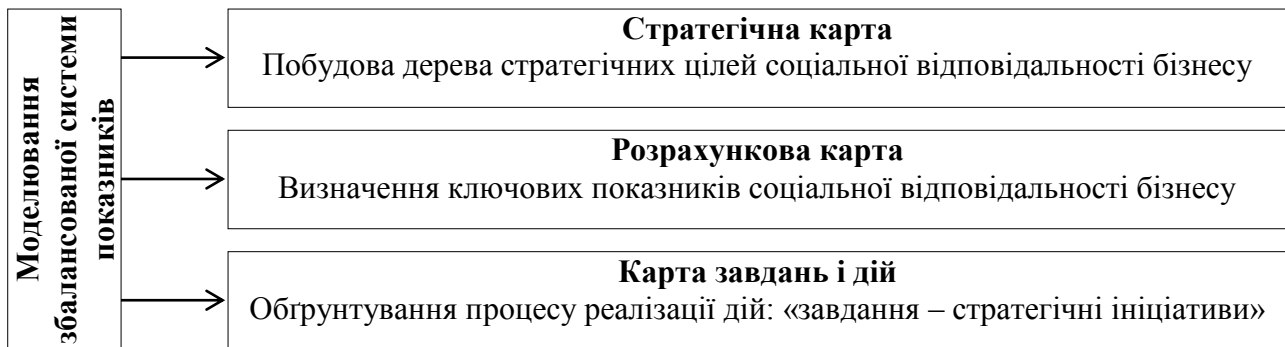 Моделювання
збалансованої системи
показників
Стратегічна карта
Побудова дерева стратегічних цілей соціальної відповідальності бізнесу
Розрахункова карта
Визначення ключових показників соціальної відповідальності бізнесу
Карта завдань і дій
Обґрунтування процесу реалізації дій: «завдання – стратегічні ініціативи»